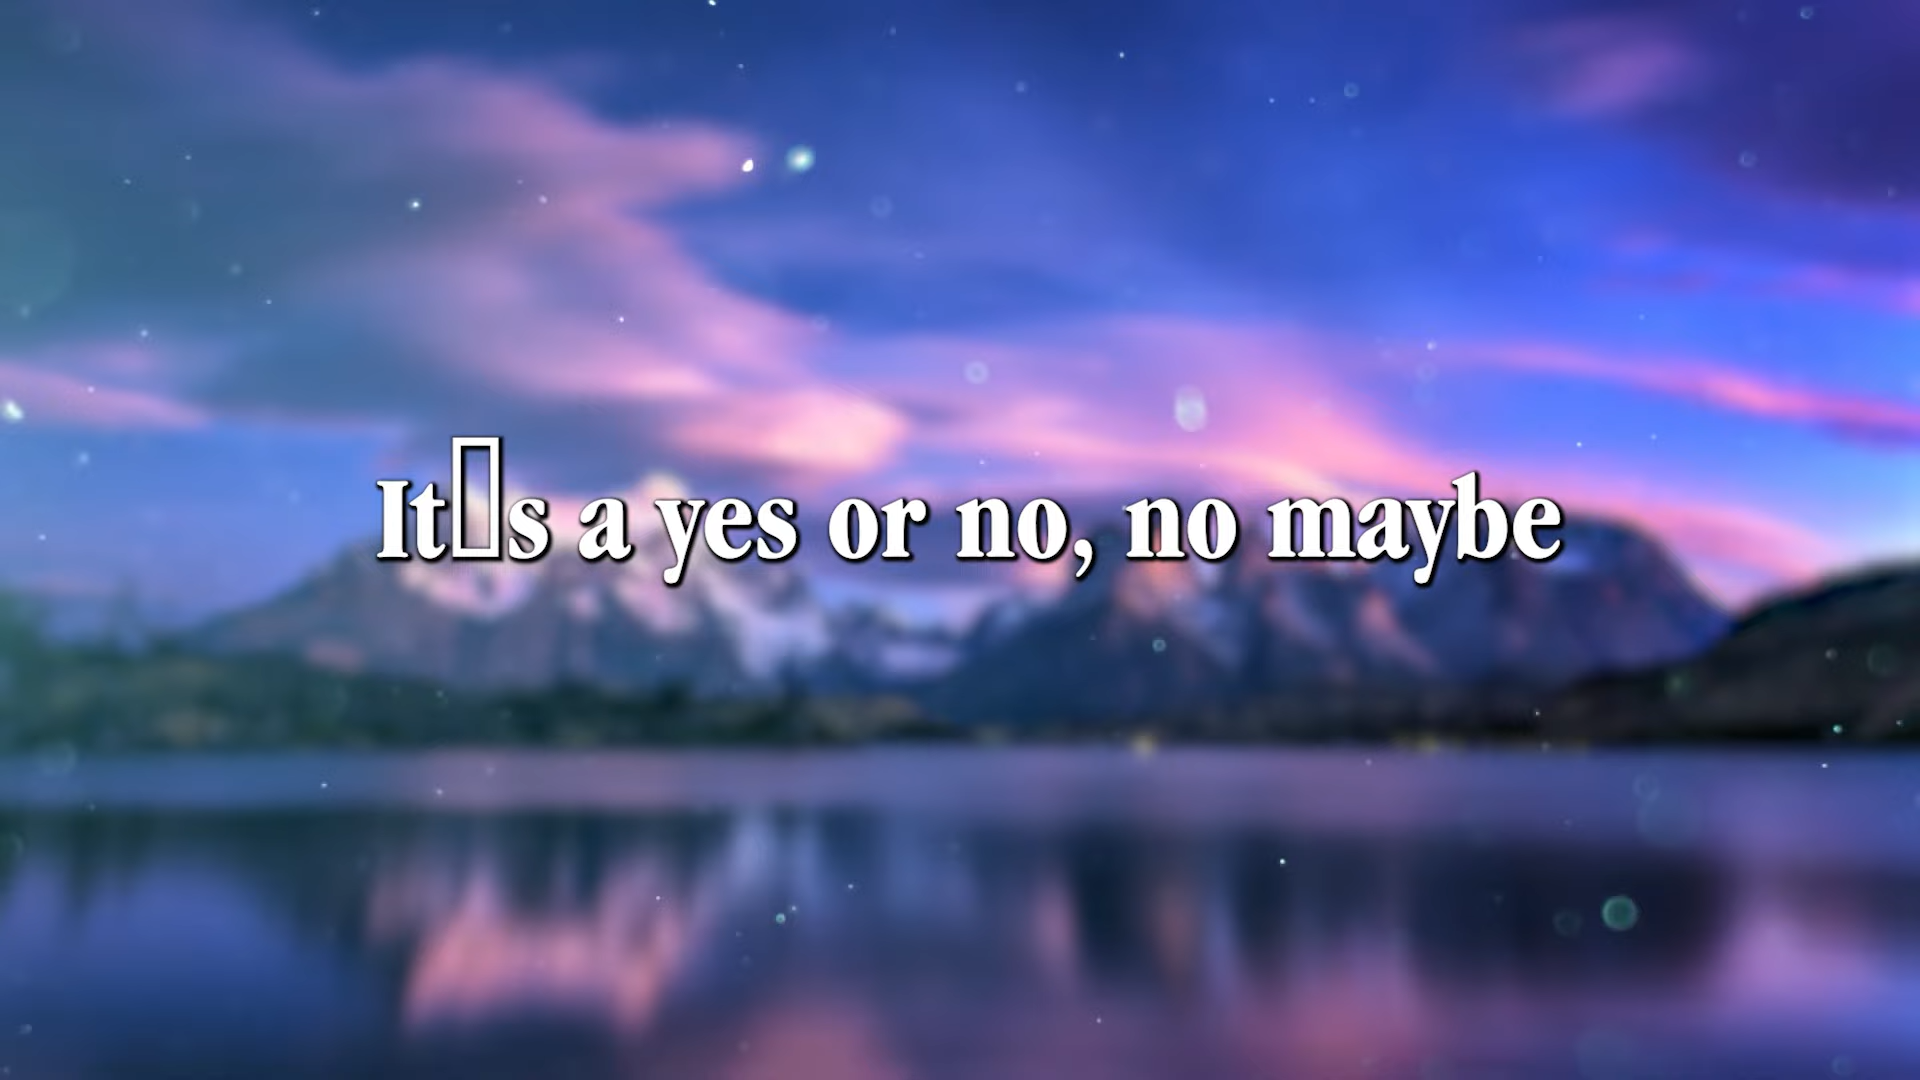 It▯s a yes or no, no maybe